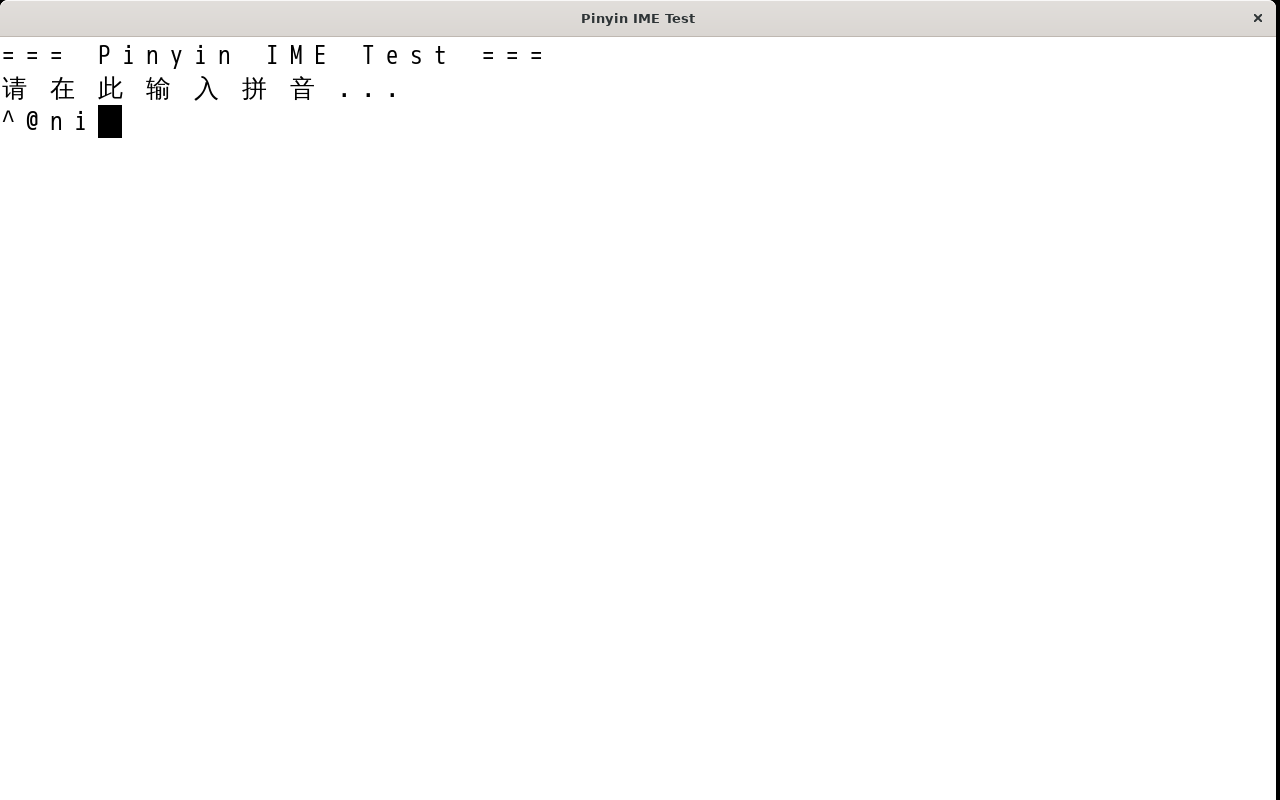 Pinyin IME Test
×
=== Pinyin IME Test ===
请在此输入拼音...
^@ni